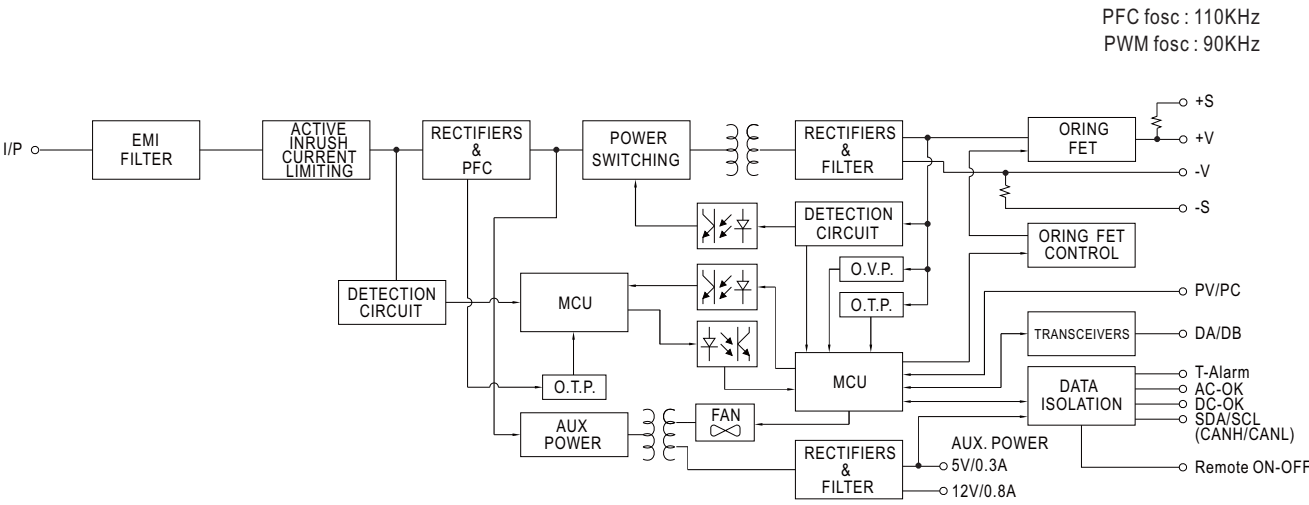 PFC fosc : 110KHz
PWM fosc : 90KHz
I/P
EMI
FILTER
ACTIVE
INRUSH
CURRENT
LIMITING
RECTIFIERS
&
PFC
POWER
SWITCHING
RECTIFIERS
&
FILTER
ORING
FET
+S
+V
-V
-S
DETECTION
CIRCUIT
ORING FET
CONTROL
O.V.P.
O.T.P.
DETECTION
CIRCUIT
MCU
PV/PC
TRANSCEIVERS
DA/DB
MCU
O.T.P.
DATA
ISOLATION
T-Alarm
AC-OK
DC-OK
SDA/SCL
(CANH/CANL)
AUX
POWER
FAN
RECTIFIERS
&
FILTER
AUX. POWER
5V/0.3A
12V/0.8A
Remote ON-OFF